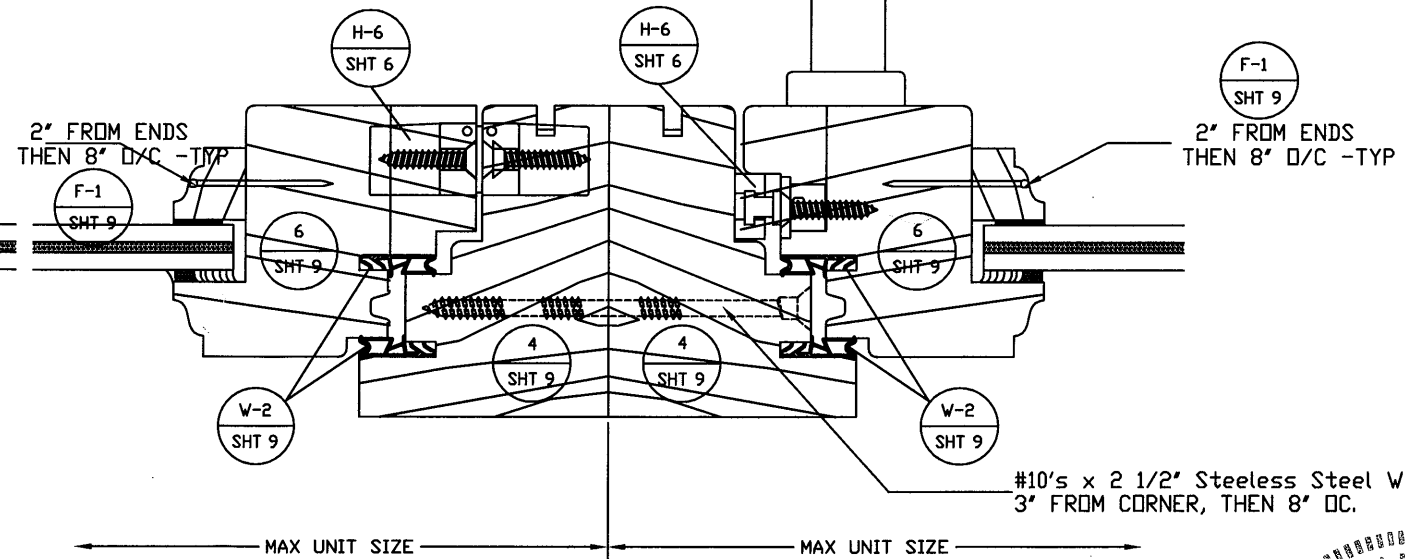 H-6
SHT 6
H-6
SHT 6
F-1
SHT 9
2" FROM ENDS
THEN 8" O/C -TYP
2" FROM ENDS
THEN 8" O/C -TYP
F-1
SHT 9
6
SHT 9
6
SHT 9
4
SHT 9
4
SHT 9
W-2
SHT 9
W-2
SHT 9
#10's x 2 1/2" Steeless Steel W
3" FROM CORNER, THEN 8" OC.
MAX UNIT SIZE
MAX UNIT SIZE